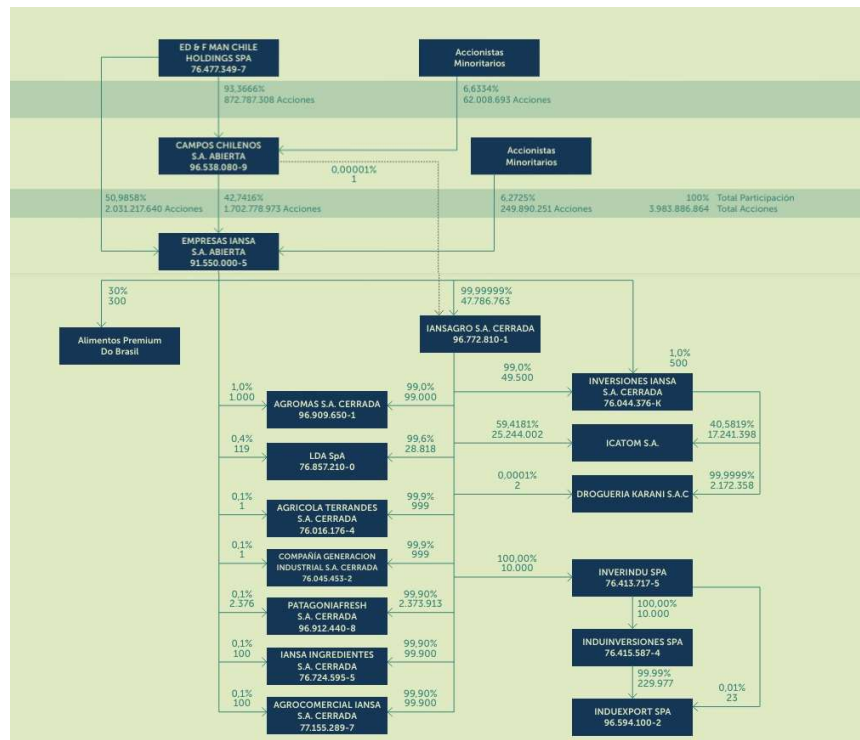 ED & F MAN CHILE
HOLDINGS SPA
76.477.349-7
Accionistas
Minoritarios
93,3666%
872.787.308 Acciones
6,6334%
62.008.693 Acciones
CAMPOS CHILENOS
S.A. ABIERTA
96.538.080-9
Accionistas
Minoritarios
0,00001%
1
50,9858%
2.031.217.640 Acciones
42,7416%
1.702.778.973 Acciones
6,2725%
249.890.251 Acciones
100% Total Participación
3.983.886.864 Total Acciones
EMPRESAS IANSA
S.A. ABIERTA
91.550.000-5
30%
300
99,99999%
47.786.763
Alimentos Premium
Do Brasil
IANSAGRO S.A. CERRADA
96.772.810-1
1,0%
500
99,0%
49.500
INVERSIONES IANSA
S.A. CERRADA
76.044.376-K
1,0%
1.000
AGROMAS S.A. CERRADA
96.909.650-1
99,0%
99.000
59,4181%
25.244.002
ICATOM S.A.
40,5819%
17.241.398
0,4%
119
LDA SpA
76.857.210-0
99,6%
28.818
0,0001%
2
DROGUERIA KARANI S.A.C
99,9999%
2.172.358
0,1%
1
AGRICOLA TERRANDES
S.A. CERRADA
76.016.176-4
99,9%
999
0,1%
1
COMPAÑÍA GENERACION
INDUSTRIAL S.A. CERRADA
76.045.453-2
99,9%
999
100,00%
10.000
INVERINDU SPA
76.413.717-5
0,1%
2.376
PATAGONIAFRESH
S.A. CERRADA
96.912.440-8
99,90%
2.373.913
100,00%
10.000
0,1%
100
IANSA INGREDIENTES
S.A. CERRADA
76.724.595-5
99,90%
99.900
INDUINVERSIONES SPA
76.415.587-4
99.99%
229.977
0,01%
23
0,1%
100
AGROCOMERCIAL IANSA
S.A. CERRADA
77.155.289-7
99,90%
99.900
INDUEXPORT SPA
96.594.100-2